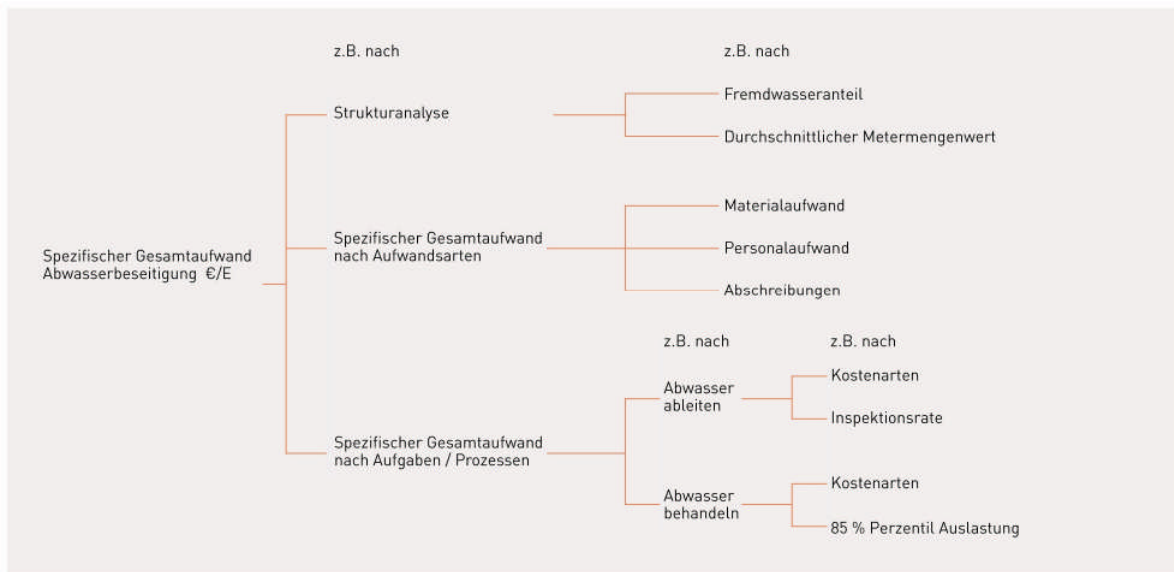 z.B. nach
z.B. nach
Strukturanalyse
Fremdwasseranteil
Durchschnittlicher Metermengenwert
Spezifischer Gesamtaufwand
Abwasserbeseitigung €/E
Spezifischer Gesamtaufwand
nach Aufwandsarten
Materialaufwand
Personalaufwand
Abschreibungen
Spezifischer Gesamtaufwand
nach Aufgaben / Prozessen
z.B. nach
z.B. nach
Abwasser
ableiten
Kostenarten
Inspektionsrate
Abwasser
behandeln
Kostenarten
85 % Perzentil Auslastung